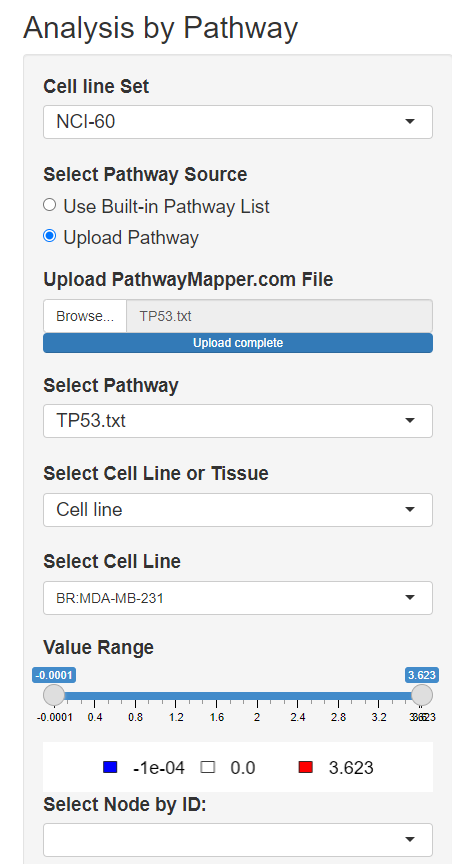 Analysis by Pathway
Cell line Set
NCI-60
Select Pathway Source
Use Built-in Pathway List
Upload Pathway
Upload PathwayMapper.com File
Browse... TP53.txt
Upload complete
Select Pathway
TP53.txt
Select Cell Line or Tissue
Cell line
Select Cell Line
BR:MDA-MB-231
Value Range
-0.0001 3.623
-0.0001 0.4 0.8 1.2 1.6 2 2.4 2.8 3.2 3.623
-1e-04 0.0 3.623
Select Node by ID: